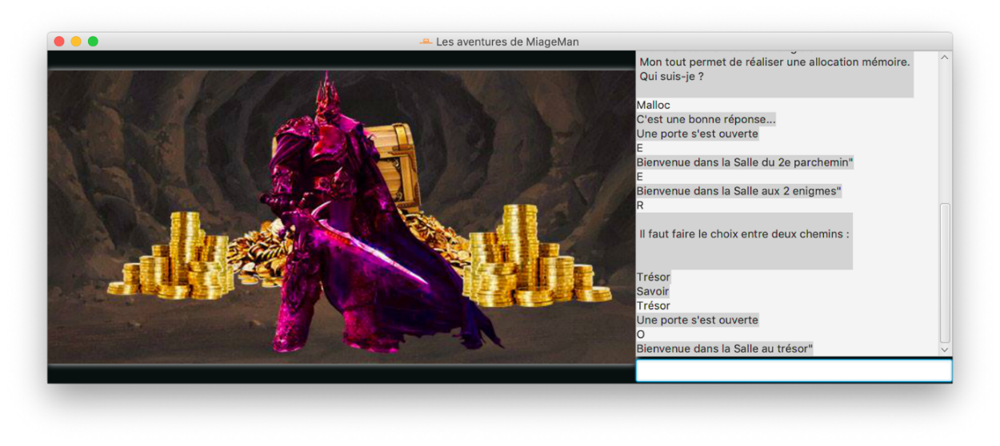 Les aventures de MiageMan
Mon tout permet de réaliser une allocation mémoire.
Qui suis-je ?
Malloc
C'est une bonne réponse...
Une porte s'est ouverte
E
Bienvenue dans la Salle du 2e parchemin"
E
Bienvenue dans la Salle aux 2 enigmes"
R
Il faut faire le choix entre deux chemins :
Trésor
Savoir
Trésor
Une porte s'est ouverte
O
Bienvenue dans la Salle au trésor"